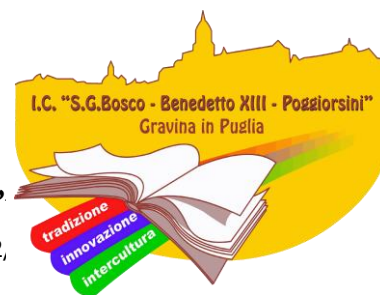 I.C. "S.G.Bosco - Benedetto XIII - Poggiorsini"
Gravina in Puglia
tradizione
innovazione
intercultura